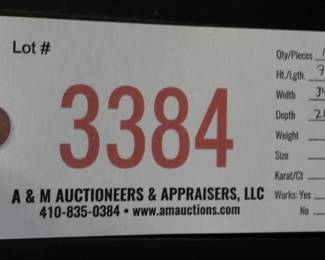 Lot #
3384
A & M AUCTIONEERS & APPRAISERS, LLC
410-835-0384 • www.amauctions.com
Qty/Pieces
Ht./Lgth.
Width
Depth
Weight
Size
Karat/Ct
Works: Yes
No